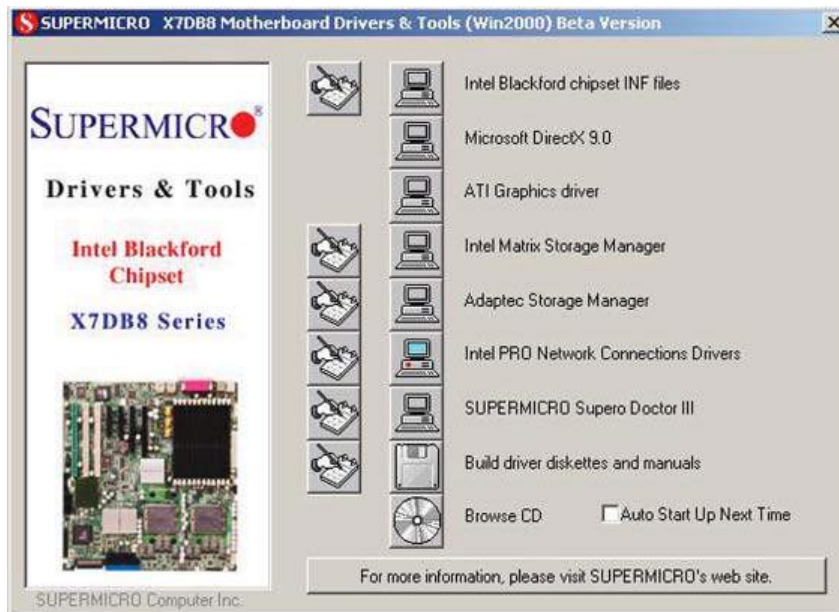 SUPERMICRO X7DB8 Motherboard Drivers & Tools (Win2000) Beta Version
SUPERMICRO®
Drivers & Tools
Intel Blackford
Chipset
X7DB8 Series
SUPERMICRO Computer Inc.
Intel Blackford chipset INF files
Microsoft DirectX 9.0
ATI Graphics driver
Intel Matrix Storage Manager
Adaptec Storage Manager
Intel PRO Network Connections Drivers
SUPERMICRO Supero Doctor III
Build driver diskettes and manuals
Browse CD Auto Start Up Next Time
For more information, please visit SUPERMICRO's web site.